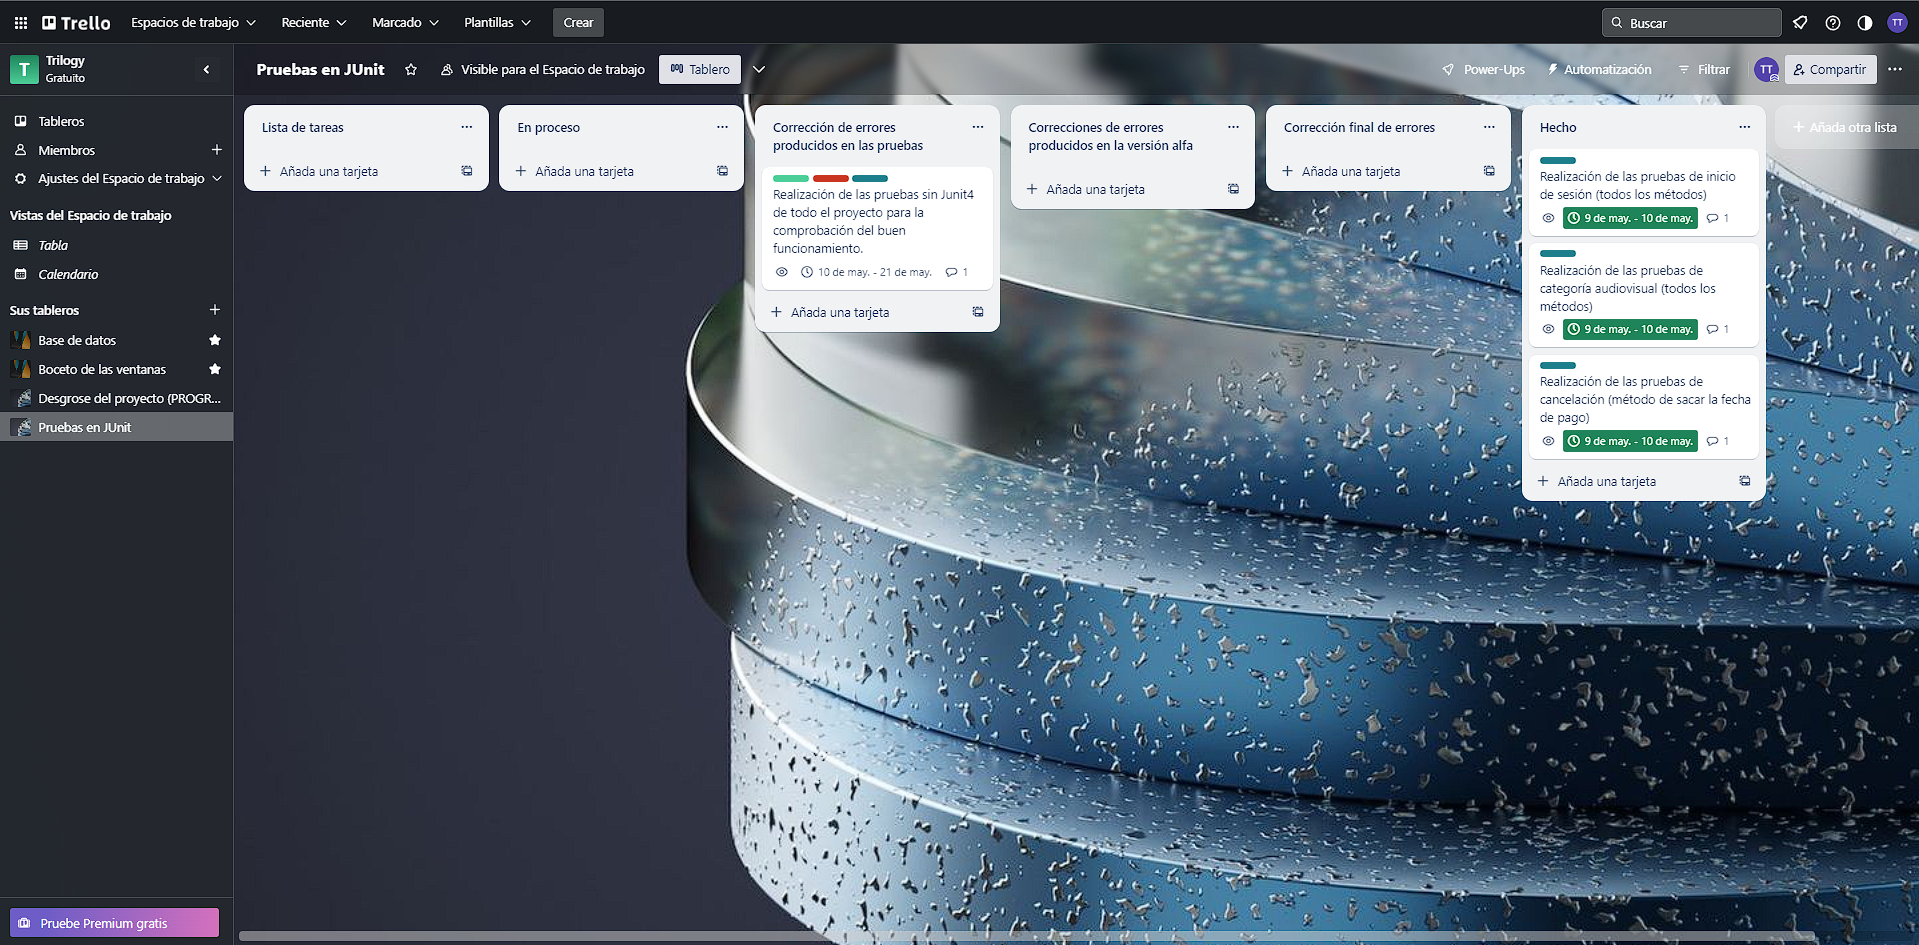 Trello
Espacios de trabajo
Reciente
Marcado
Plantillas
Crear
Buscar
TT
T
Trilogy
Gratuito
Pruebas en JUnit
Visible para el Espacio de trabajo
Tablero
Power-Ups
Automatización
Filtrar
TT
Compartir
Tableros
Miembros
Ajustes del Espacio de trabajo
Vistas del Espacio de trabajo
Tabla
Calendario
Sus tableros
Base de datos
Boceto de las ventanas
Desgrose del proyecto (PROGR...
Pruebas en JUnit
Pruebe Premium gratis
Lista de tareas
Añada una tarjeta
En proceso
Añada una tarjeta
Corrección de errores
producidos en las pruebas
Realización de las pruebas sin Junit4
de todo el proyecto para la
comprobación del buen
funcionamiento.
10 de may. - 21 de may.
1
Añada una tarjeta
Correcciones de errores
producidos en la versión alfa
Añada una tarjeta
Corrección final de errores
Añada una tarjeta
Hecho
Realización de las pruebas de inicio
de sesión (todos los métodos)
9 de may. - 10 de may.
1
Realización de las pruebas de
categoría audiovisual (todos los
métodos)
9 de may. - 10 de may.
1
Realización de las pruebas de
cancelación (método de sacar la fecha
de pago)
9 de may. - 10 de may.
1
Añada una tarjeta
Añada otra lista